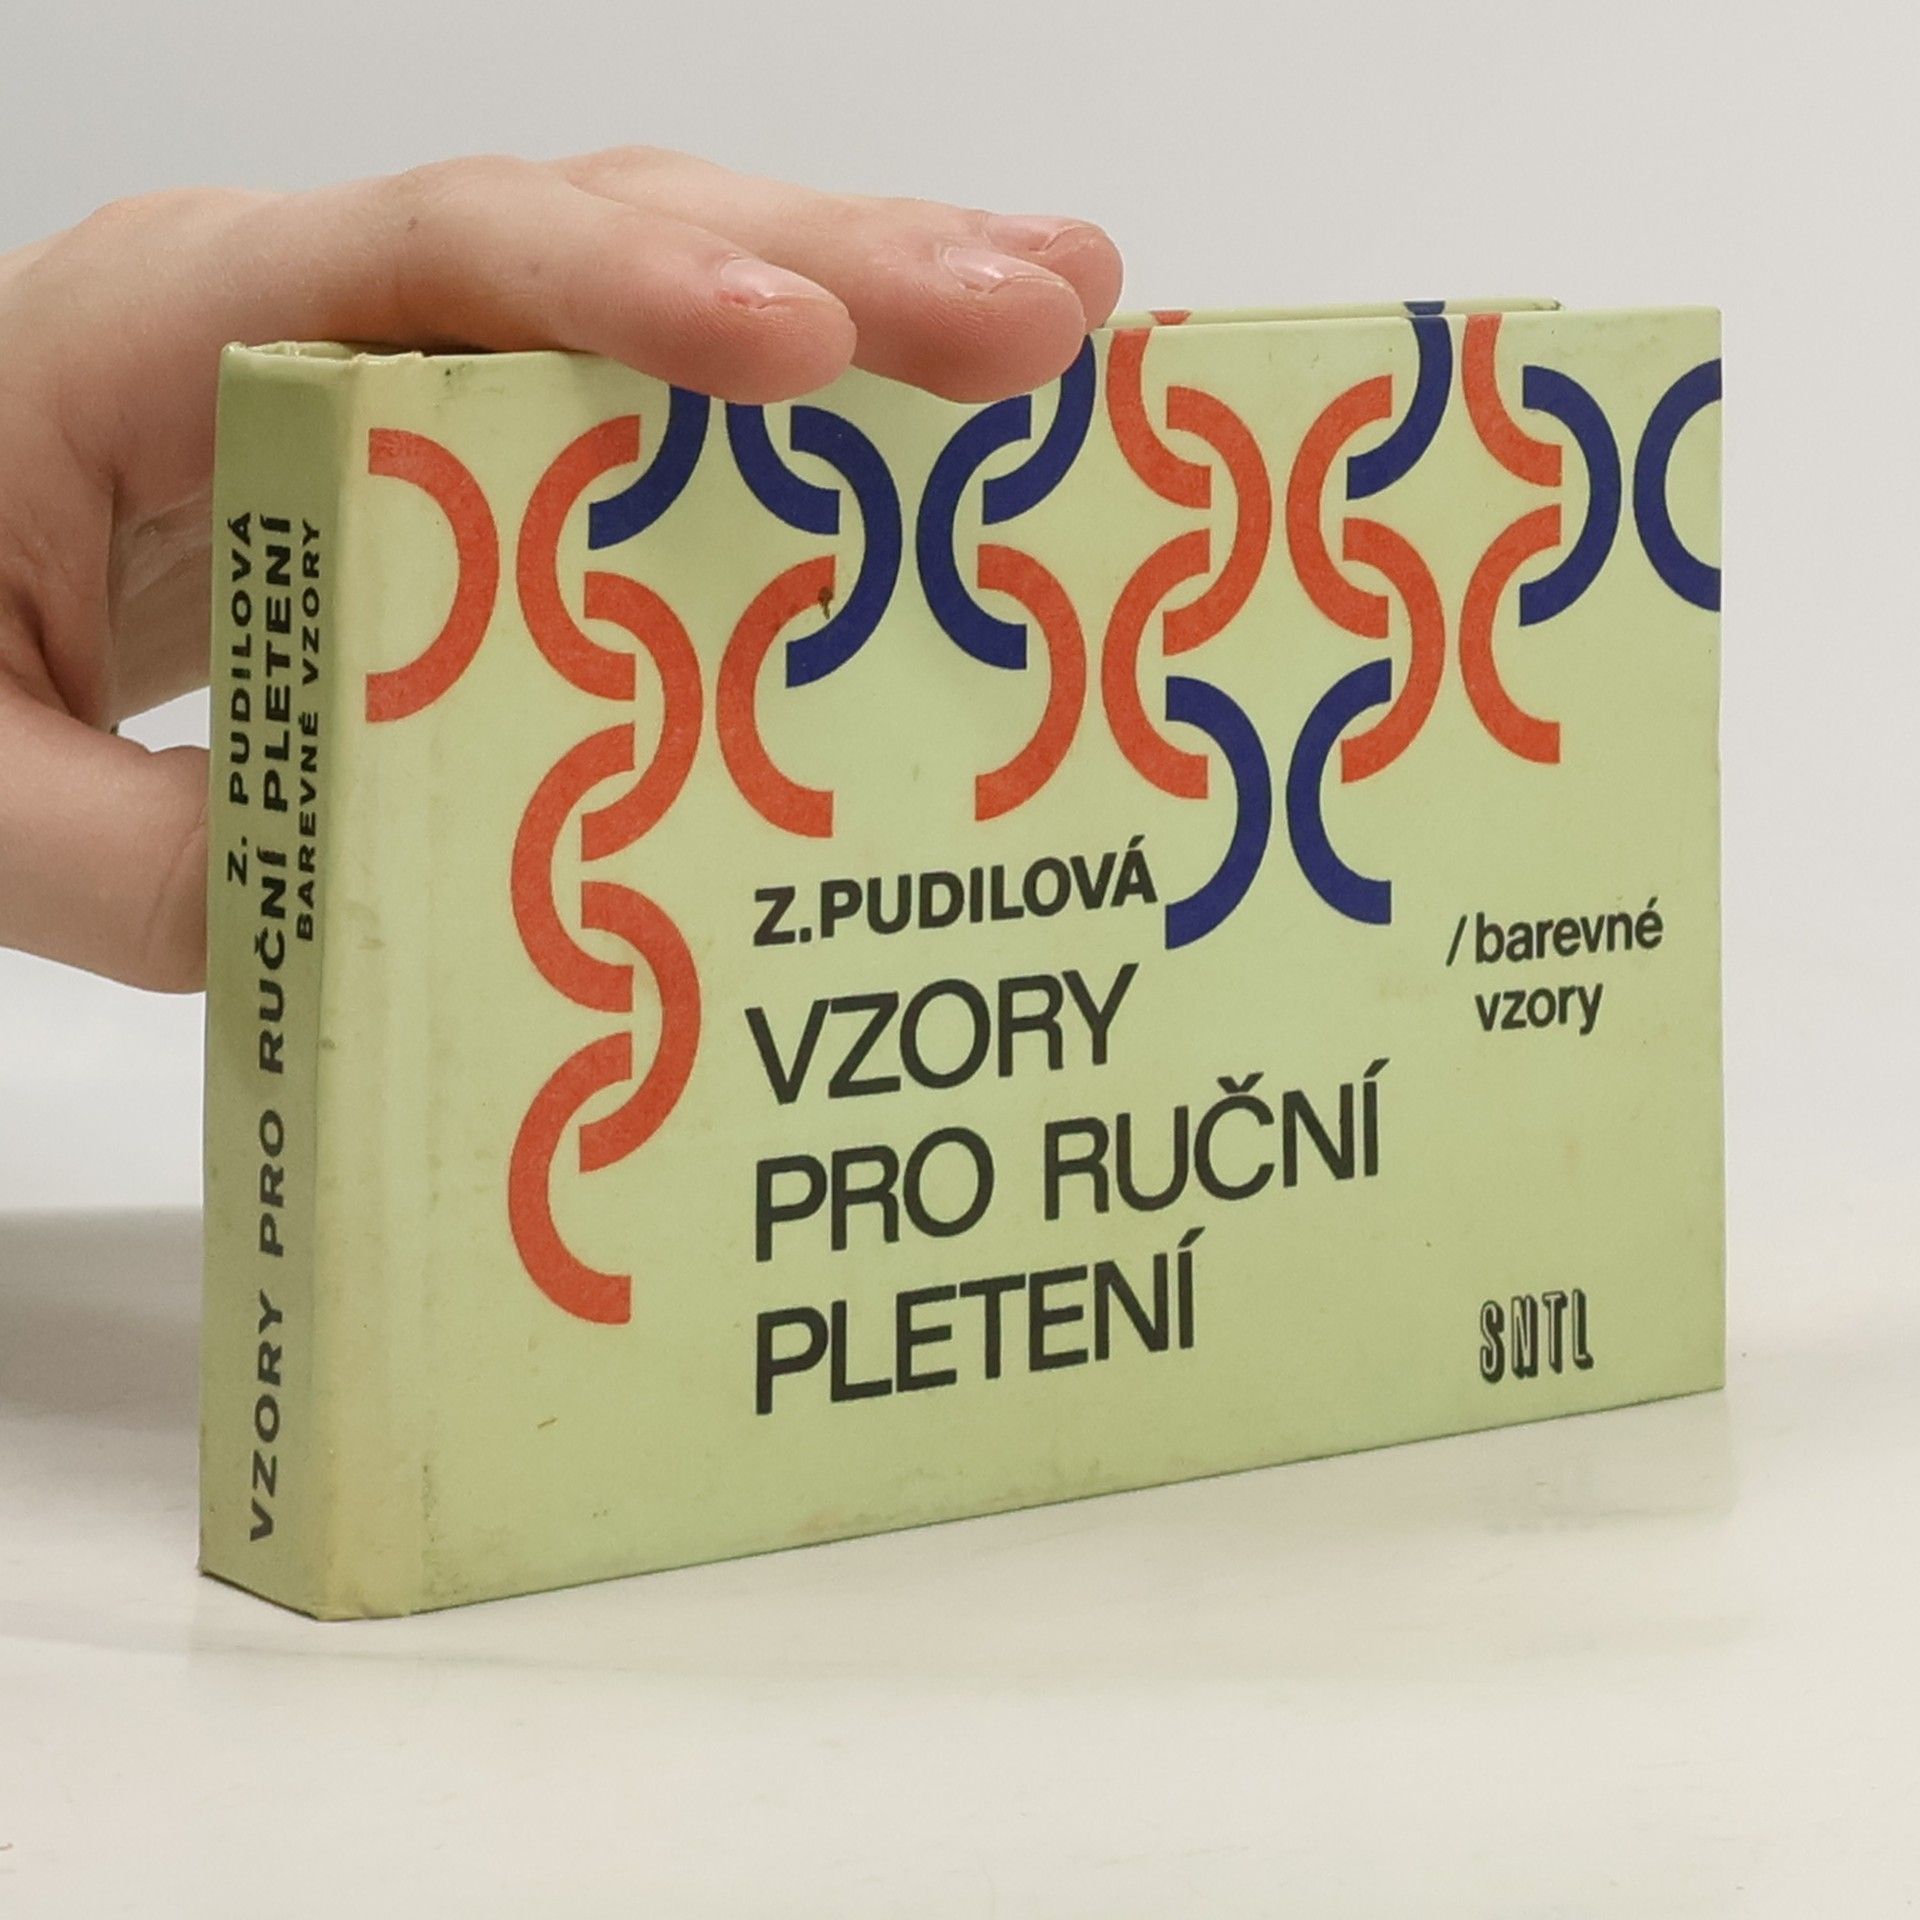 Z. PUDILOVÁ
VZORY PRO RUČNÍ PLETENÍ
BAREVNÉ VZORY
Z.PUDILOVÁ
VZORY
PRO RUČNÍ
PLETENÍ
/barevné
vzory
SNTL